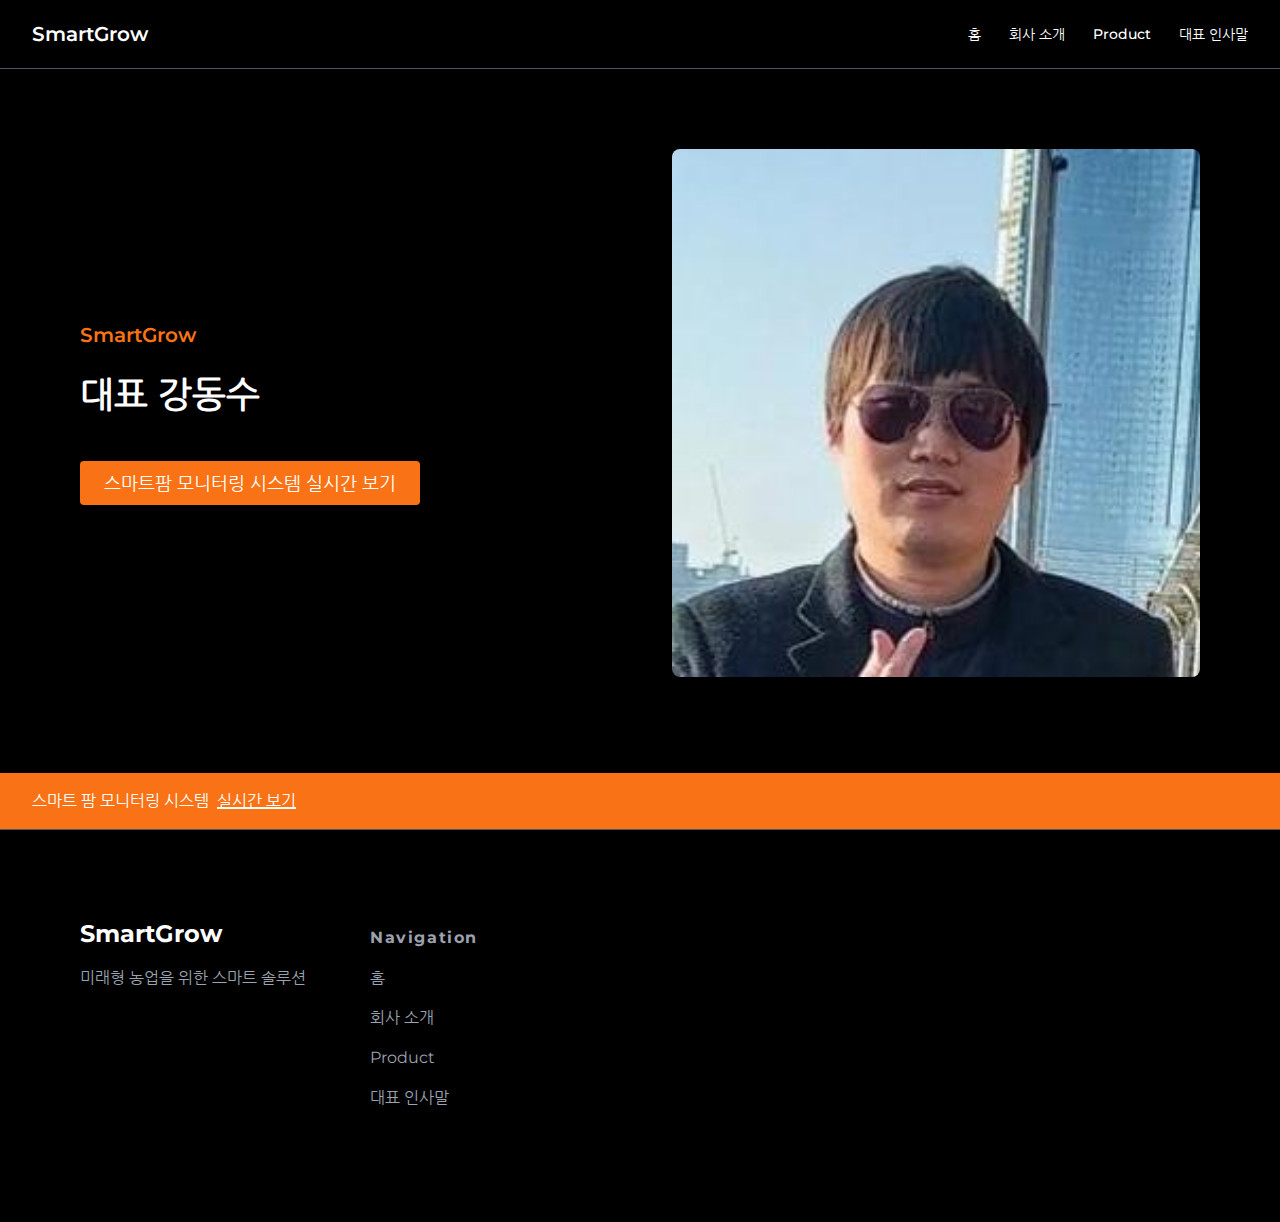 SmartGrow
홈 회사 소개 Product 대표 인사말
SmartGrow
대표 강동수
스마트팜 모니터링 시스템 실시간 보기
스마트 팜 모니터링 시스템 실시간 보기
SmartGrow
미래형 농업을 위한 스마트 솔루션
Navigation
홈
회사 소개
Product
대표 인사말